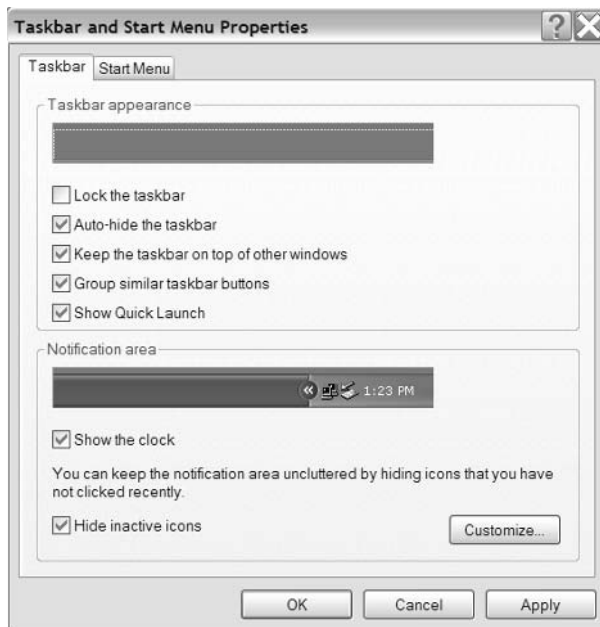 Taskbar and Start Menu Properties
Taskbar
Start Menu
Taskbar appearance
Lock the taskbar
Auto-hide the taskbar
Keep the taskbar on top of other windows
Group similar taskbar buttons
Show Quick Launch
Notification area
1:23 PM
Show the clock
You can keep the notification area uncluttered by hiding icons that you have
not clicked recently.
Hide inactive icons
Customize...
OK
Cancel
Apply